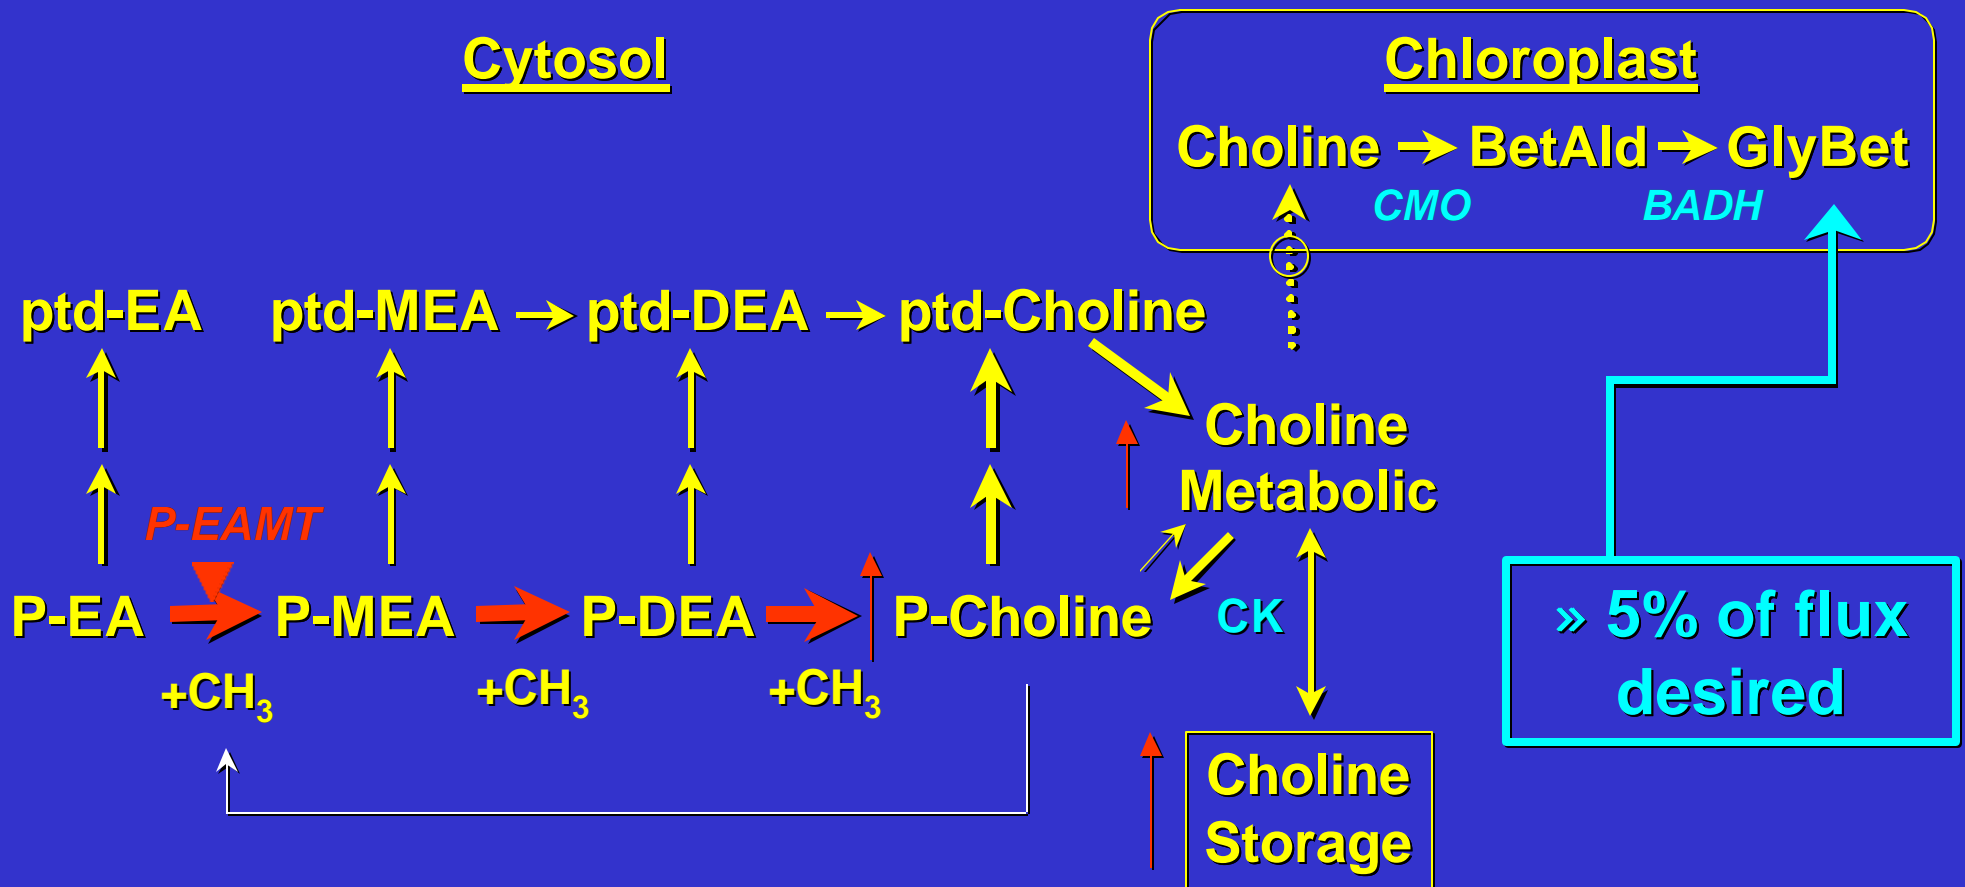 Cytosol
Chloroplast
Choline BetAld GlyBet
CMO BADH
ptd-EA ptd-MEA ptd-DEA ptd-Choline
Choline
Metabolic
P-EAMT
P-EA P-MEA P-DEA P-Choline
CK
+CH3 +CH3 +CH3
» 5% of flux
desired
Choline
Storage